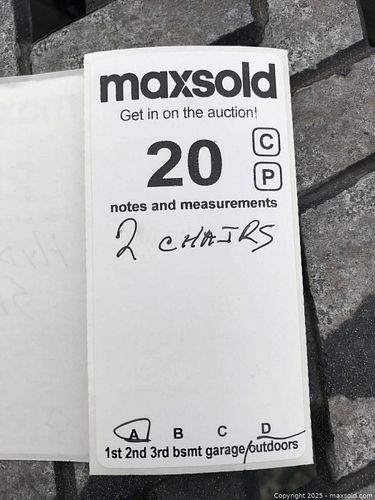 maxsold
Get in on the auction!
20
C
P
notes and measurements
2 CHAIRS
A B C D
1st 2nd 3rd bsmt garage/outdoors
Copyright 2025 - maxsold.com